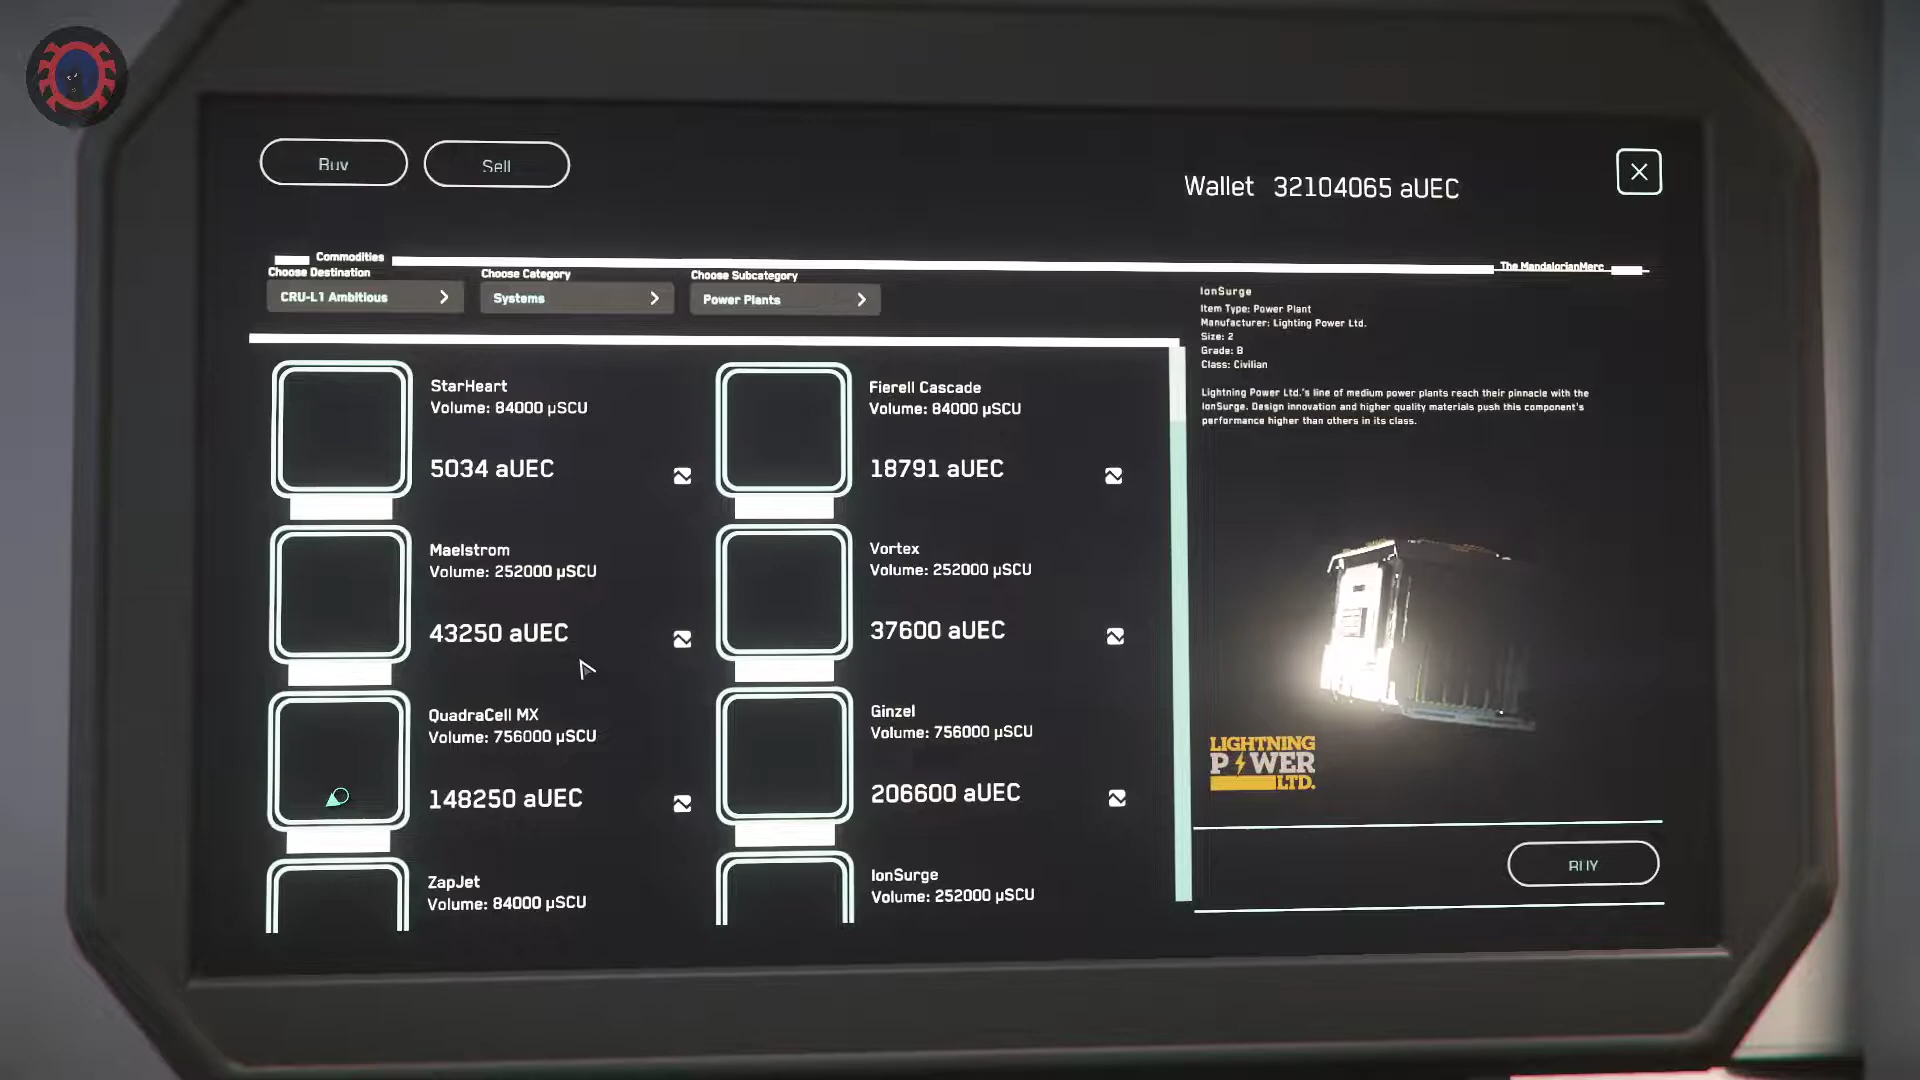 Buy
Sell
Wallet 32104065 aUEC
Commodities
The MandalorianMerc
Choose Destination
Choose Category
Choose Subcategory
CRU-L1 Ambitious
Systems
Power Plants
StarHeart
Volume: 84000 µSCU
5034 aUEC
Fierell Cascade
Volume: 84000 µSCU
18791 aUEC
Maelstrom
Volume: 252000 µSCU
43250 aUEC
Vortex
Volume: 252000 µSCU
37600 aUEC
QuadraCell MX
Volume: 756000 µSCU
148250 aUEC
Ginzel
Volume: 756000 µSCU
206600 aUEC
ZapJet
Volume: 84000 µSCU
IonSurge
Volume: 252000 µSCU
IonSurge
Item Type: Power Plant
Manufacturer: Lighting Power Ltd.
Size: 2
Grade: B
Class: Civilian
Lightning Power Ltd.'s line of medium power plants reach their pinnacle with the
IonSurge. Design innovation and higher quality materials push this component's
performance higher than others in its class.
LIGHTNING
POWER
LTD.
BUY